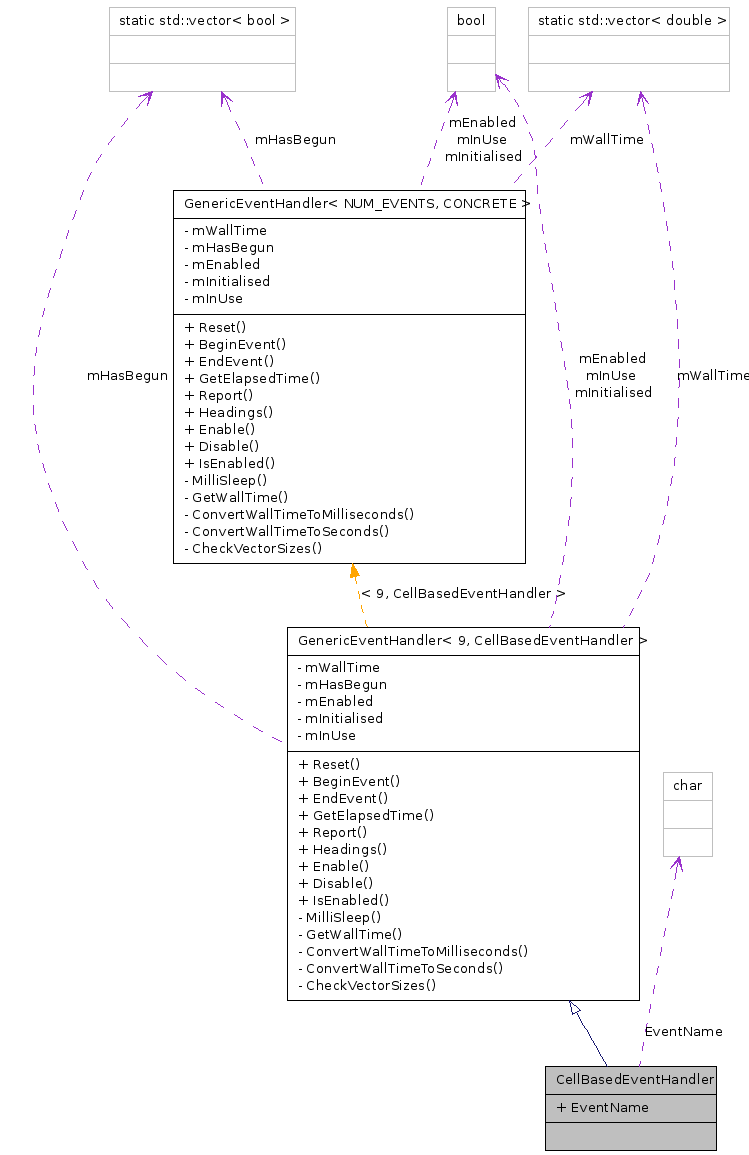 static std::vector< bool >
bool
static std::vector< double >
mHasBegun
mEnabled
mInUse
mInitialised
mWallTime
GenericEventHandler< NUM_EVENTS, CONCRETE >
- mWallTime
- mHasBegun
- mEnabled
- mInitialised
- mInUse
+ Reset()
+ BeginEvent()
+ EndEvent()
+ GetElapsedTime()
+ Report()
+ Headings()
+ Enable()
+ Disable()
+ IsEnabled()
- MilliSleep()
- GetWallTime()
- ConvertWallTimeToMilliseconds()
- ConvertWallTimeToSeconds()
- CheckVectorSizes()
mHasBegun
mEnabled
mInUse
mInitialised
mWallTime
< 9, CellBasedEventHandler >
GenericEventHandler< 9, CellBasedEventHandler >
- mWallTime
- mHasBegun
- mEnabled
- mInitialised
- mInUse
+ Reset()
+ BeginEvent()
+ EndEvent()
+ GetElapsedTime()
+ Report()
+ Headings()
+ Enable()
+ Disable()
+ IsEnabled()
- MilliSleep()
- GetWallTime()
- ConvertWallTimeToMilliseconds()
- ConvertWallTimeToSeconds()
- CheckVectorSizes()
char
EventName
CellBasedEventHandler
+ EventName